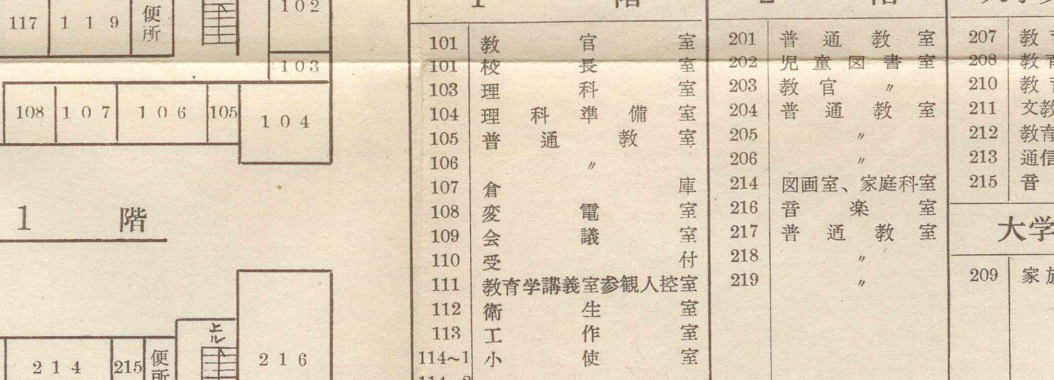 117
119
便所
102
103
108
107
106
105
104
1 階
上ル
214
215
便所
216
階
101 教官室
101 校長室
103 理科室
104 理科準備室
105 普通教室
106 〃
107 倉庫
108 変電室
109 会議室
110 受付
111 教育学講義室参観人控室
112 衛生室
113 工作室
114~1 小使室
階
201 普通教室
202 児童図書室
203 教官〃
204 普通教室
205 〃
206 〃
214 図画室、家庭科室
216 音楽室
217 普通教室
218 〃
219 〃
207 教育
208 教育
210 教育
211 文教
212 教育
213 通信
215 音
大学
209 家族